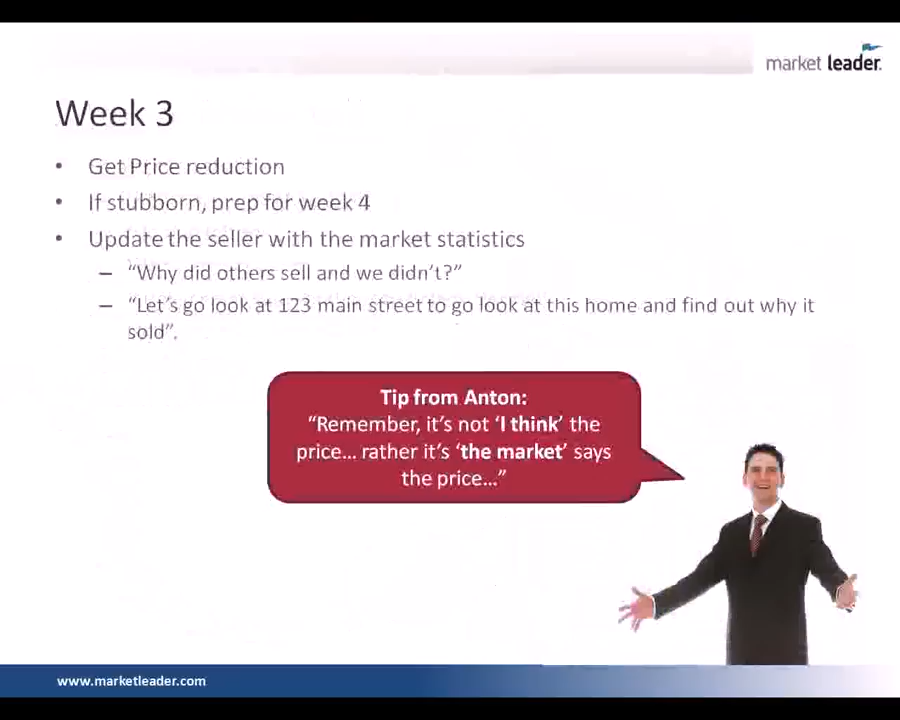 market leader.
Week 3
• Get Price reduction
• If stubborn, prep for week 4
• Update the seller with the market statistics
– “Why did others sell and we didn’t?”
– “Let’s go look at 123 main street to go look at this home and find out why it
sold”.
Tip from Anton:
“Remember, it’s not ‘I think’ the
price... rather it’s ‘the market’ says
the price...”
www.marketleader.com